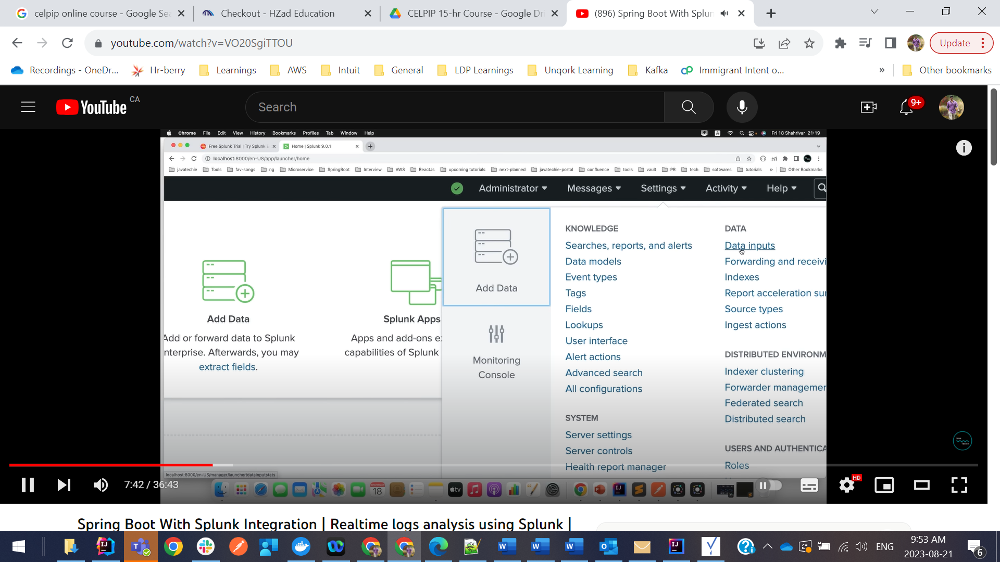 celpip online course - Google Se
Checkout - HZad Education
CELPIP 15-hr Course - Google Dri
(896) Spring Boot With Splun
youtube.com/watch?v=VO20SgiTTOU
Update
Recordings - OneDr...
Hr-berry
Learnings
AWS
Intuit
General
LDP Learnings
Unqork Learning
Kafka
Immigrant Intent o...
»
Other bookmarks
YouTube CA
Search
9+
Chrome File Edit View History Bookmarks Profiles Tab Window Help
A
Fri 18 Shahrivar 21:19
Free Splunk Trial | Try Splunk E
Home | Splunk 9.0.1
localhost:8000/en-US/app/launcher/home
javatechie Tools fav-songs ng Microservice SpringBoot Interview AWS ReactJs upcoming tutorials next-planned javatechie-portal confluence tools vault PR tech softwares tutorials » Other Bookmarks
Administrator Messages Settings Activity Help
Add Data
Add or forward data to Splunk
nterprise. Afterwards, you may
extract fields.
Splunk Apps
Apps and add-ons e
capabilities of Splunk
Add Data
Monitoring
Console
KNOWLEDGE
Searches, reports, and alerts
Data models
Event types
Tags
Fields
Lookups
User interface
Alert actions
Advanced search
All configurations
SYSTEM
Server settings
Server controls
Health report manager
DATA
Data inputs
Forwarding and receivi
Indexes
Report acceleration su
Source types
Ingest actions
DISTRIBUTED ENVIRONM
Indexer clustering
Forwarder managemen
Federated search
Distributed search
USERS AND AUTHENTICA
Roles
localhost:8000/en-US/manager/launcher/datainputstats
7:42 / 36:43
HD
Spring Boot With Splunk Integration | Realtime logs analysis using Splunk |
ENG
9:53 AM
2023-08-21
6